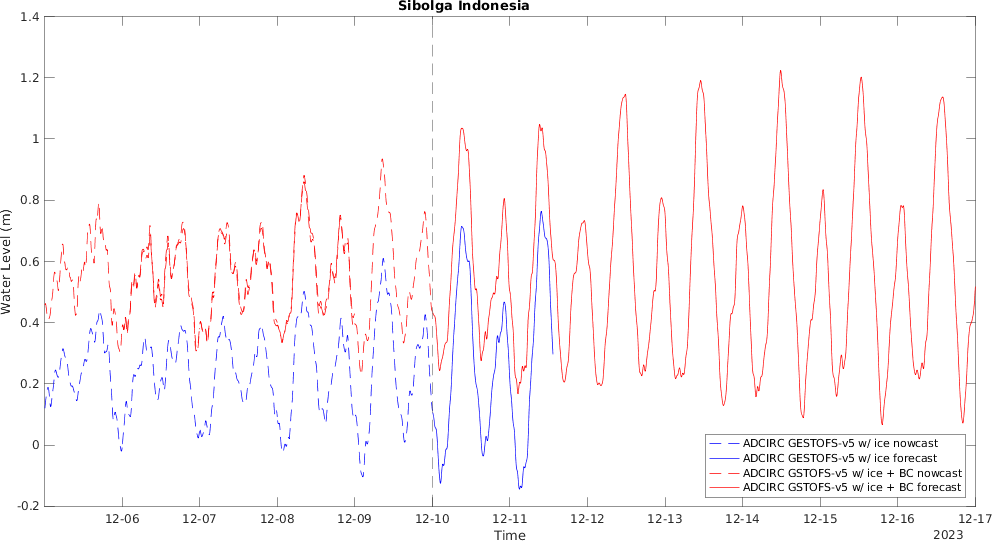 Sibolga Indonesia
1.4
1.2
1
0.8
0.6
0.4
0.2
0
-0.2
Water Level (m)
ADCIRC GESTOFS-v5 w/ ice nowcast
ADCIRC GESTOFS-v5 w/ ice forecast
ADCIRC GSTOFS-v5 w/ ice + BC nowcast
ADCIRC GSTOFS-v5 w/ ice + BC forecast
12-06 12-07 12-08 12-09 12-10 12-11 12-12 12-13 12-14 12-15 12-16 12-17
Time
2023